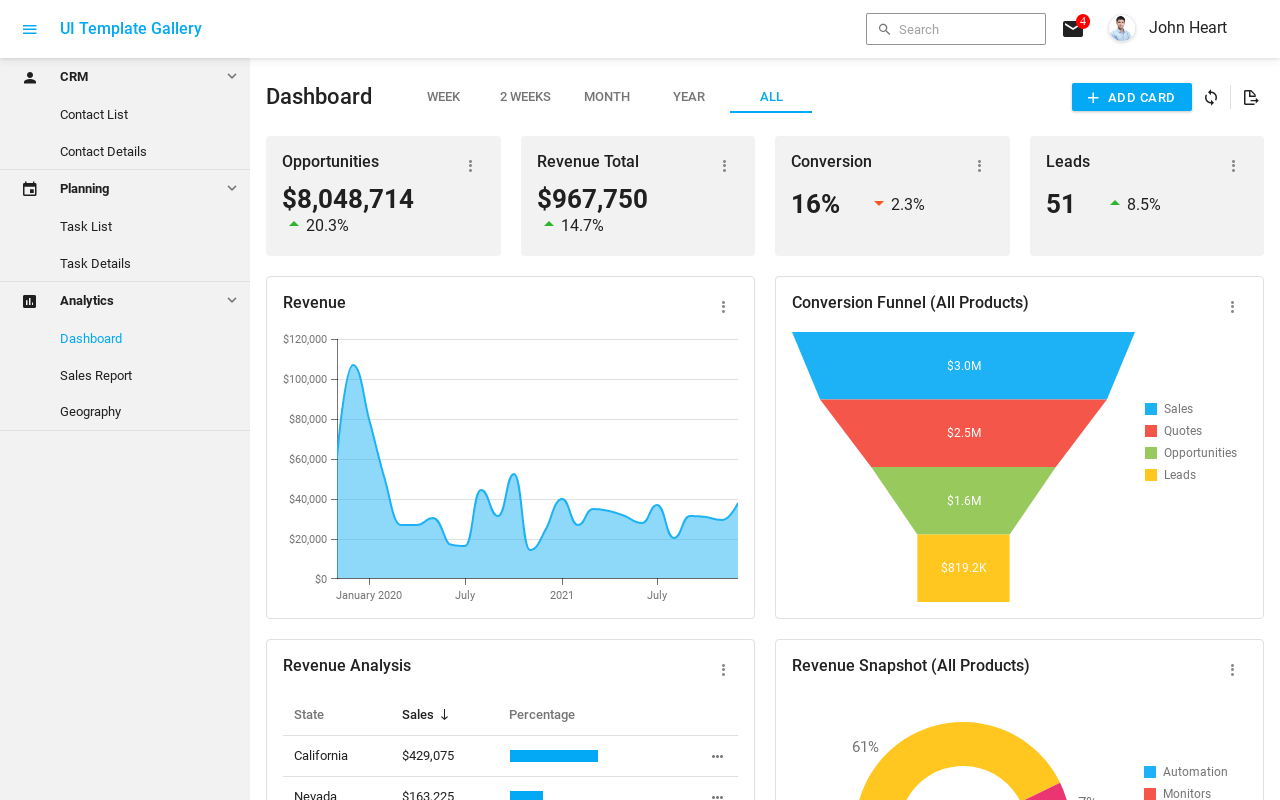 UI Template Gallery
Search
4
John Heart
CRM
Contact List
Contact Details
Planning
Task List
Task Details
Analytics
Dashboard
Sales Report
Geography
Dashboard
WEEK
2 WEEKS
MONTH
YEAR
ALL
ADD CARD
Opportunities
$8,048,714
20.3%
Revenue Total
$967,750
14.7%
Conversion
16%
2.3%
Leads
51
8.5%
Revenue
$120,000
$100,000
$80,000
$60,000
$40,000
$20,000
$0
January 2020
July
2021
July
Conversion Funnel (All Products)
$3.0M
$2.5M
$1.6M
$819.2K
Sales
Quotes
Opportunities
Leads
Revenue Analysis
State
Sales
Percentage
California
$429,075
Nevada
$163,225
Revenue Snapshot (All Products)
61%
7%
Automation
Monitors